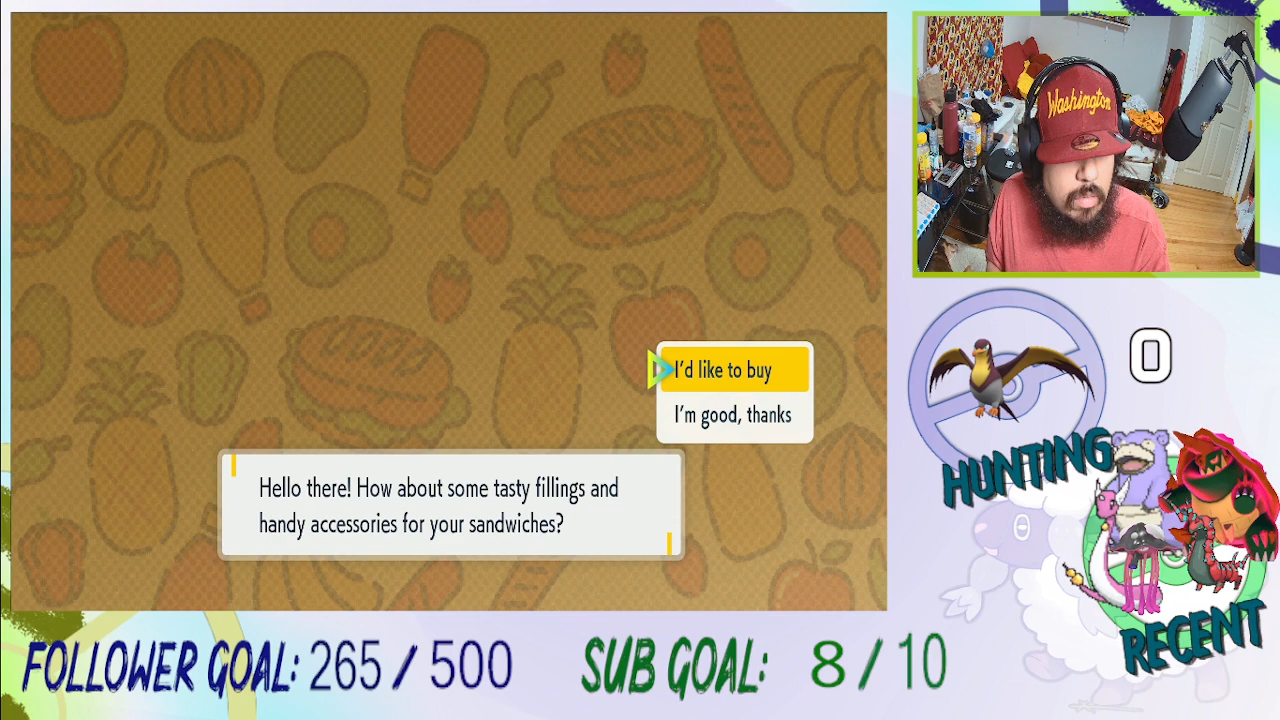 Washington
I'd like to buy
I'm good, thanks
Hello there! How about some tasty fillings and
handy accessories for your sandwiches?
0
HUNTING
RECENT
FOLLOWER GOAL: 265 / 500
SUB GOAL: 8 / 10